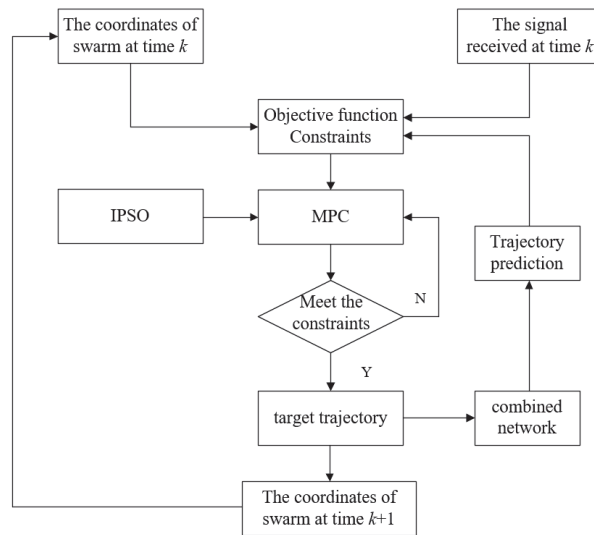 The coordinates of
swarm at time k
The signal
received at time k
Objective function
Constraints
IPSO
MPC
Trajectory
prediction
Meet the
constraints
N
Y
target trajectory
combined
network
The coordinates of
swarm at time k+1